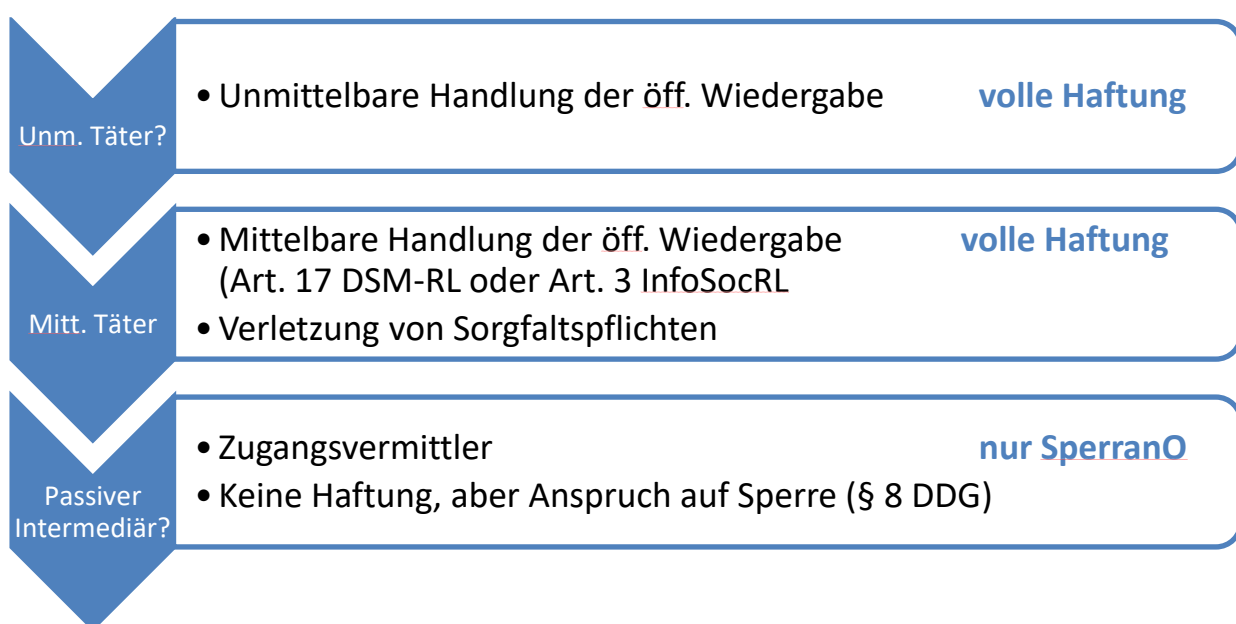 Unm. Täter?
• Unmittelbare Handlung der öff. Wiedergabe volle Haftung
Mitt. Täter
• Mittelbare Handlung der öff. Wiedergabe volle Haftung
(Art. 17 DSM-RL oder Art. 3 InfoSocRL
• Verletzung von Sorgfaltspflichten
Passiver
Intermediär?
• Zugangsvermittler nur SperranO
• Keine Haftung, aber Anspruch auf Sperre (§ 8 DDG)